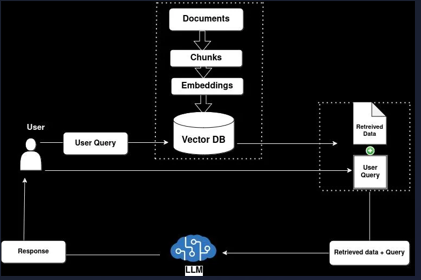 Documents
Chunks
Embeddings
Vector DB
User
User Query
Retreived
Data
User
Query
Retrieved data + Query
LLM
Response